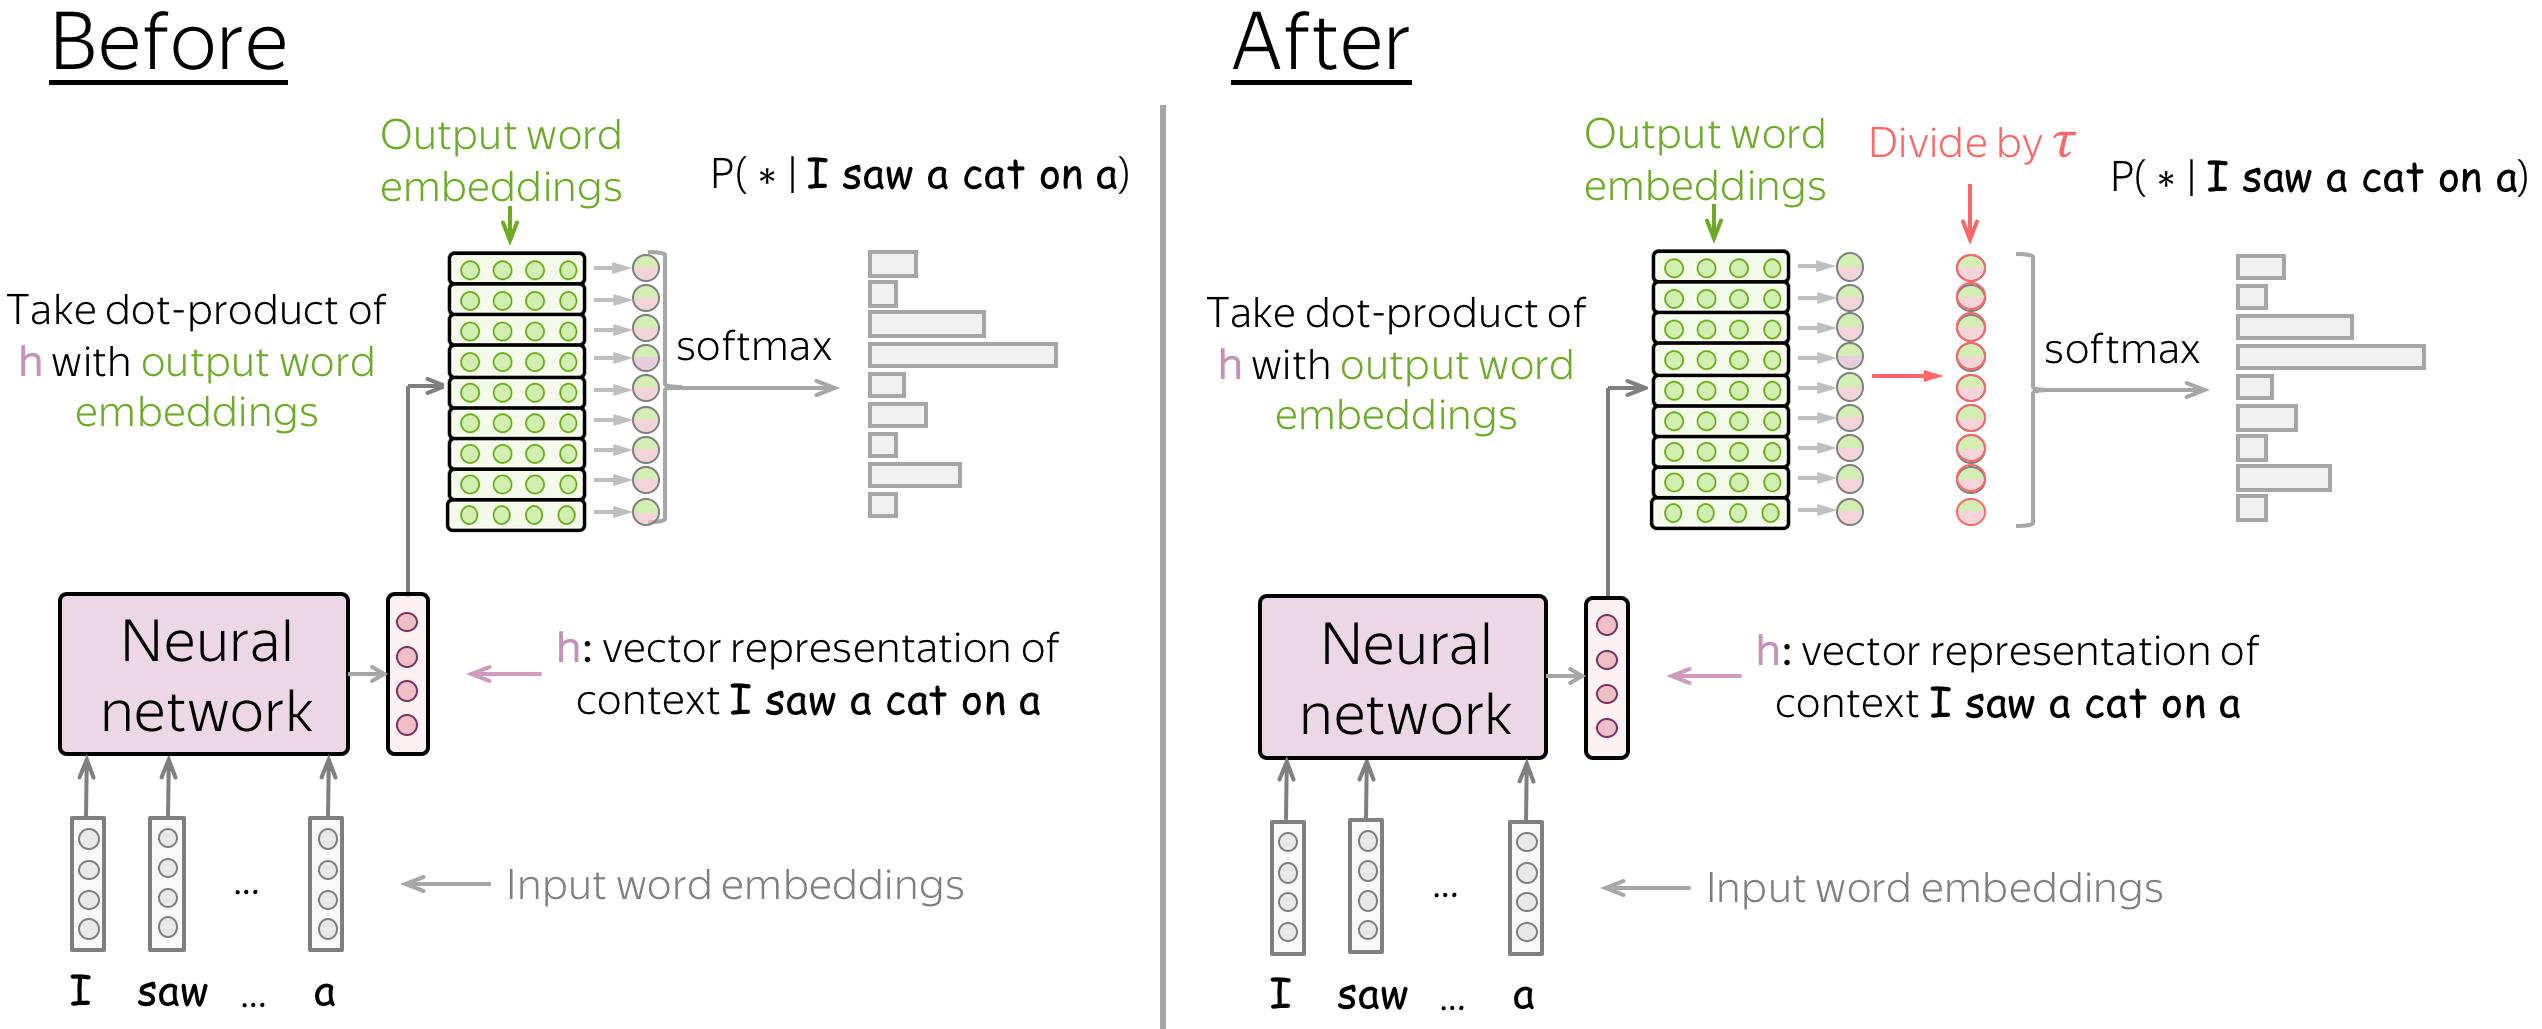 Before
Output word
embeddings
P( * | I saw a cat on a)
Take dot-product of
h with output word
embeddings
softmax
Neural
network
h: vector representation of
context I saw a cat on a
...
Input word embeddings
I saw ... a
After
Output word
embeddings
Divide by τ
P( * | I saw a cat on a)
Take dot-product of
h with output word
embeddings
softmax
Neural
network
h: vector representation of
context I saw a cat on a
...
Input word embeddings
I saw ... a